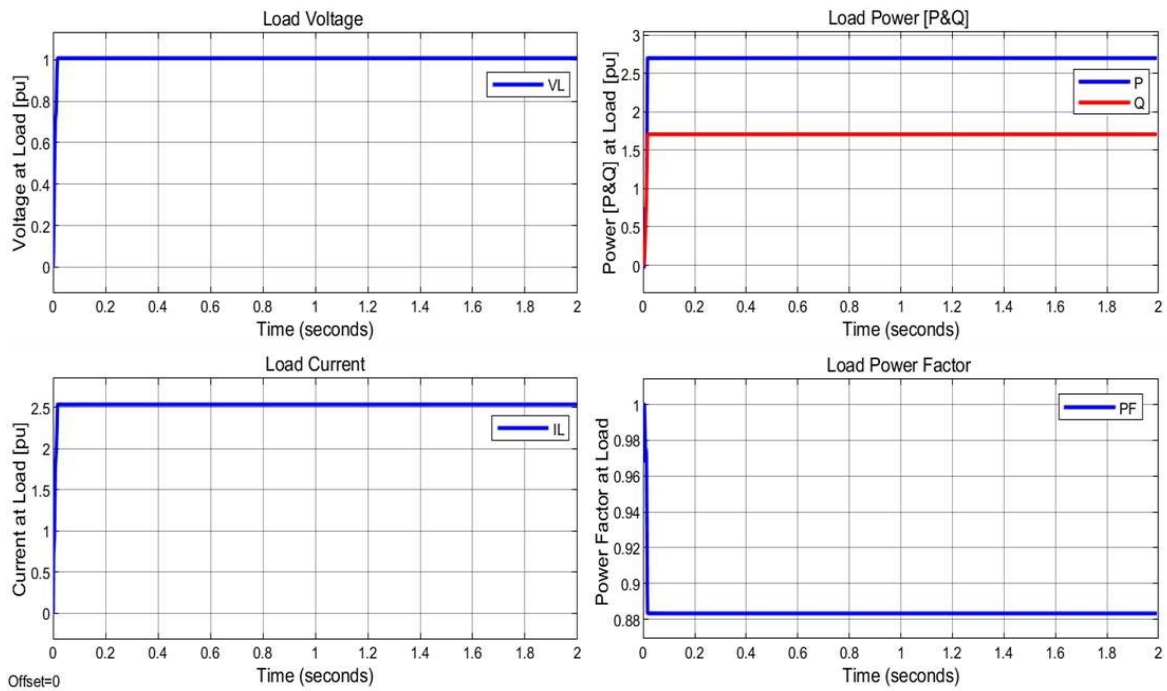 Load Voltage
Voltage at Load [pu]
1
0.8
0.6
0.4
0.2
0
VL
0 0.2 0.4 0.6 0.8 1 1.2 1.4 1.6 1.8 2
Time (seconds)
Load Power [P&Q]
Power [P&Q] at Load [pu]
3
2.5
2
1.5
1
0.5
0
P
Q
0 0.2 0.4 0.6 0.8 1 1.2 1.4 1.6 1.8 2
Time (seconds)
Load Current
Current at Load [pu]
2.5
2
1.5
1
0.5
0
IL
0 0.2 0.4 0.6 0.8 1 1.2 1.4 1.6 1.8 2
Time (seconds)
Offset=0
Load Power Factor
Power Factor at Load
1
0.98
0.96
0.94
0.92
0.9
0.88
PF
0 0.2 0.4 0.6 0.8 1 1.2 1.4 1.6 1.8 2
Time (seconds)